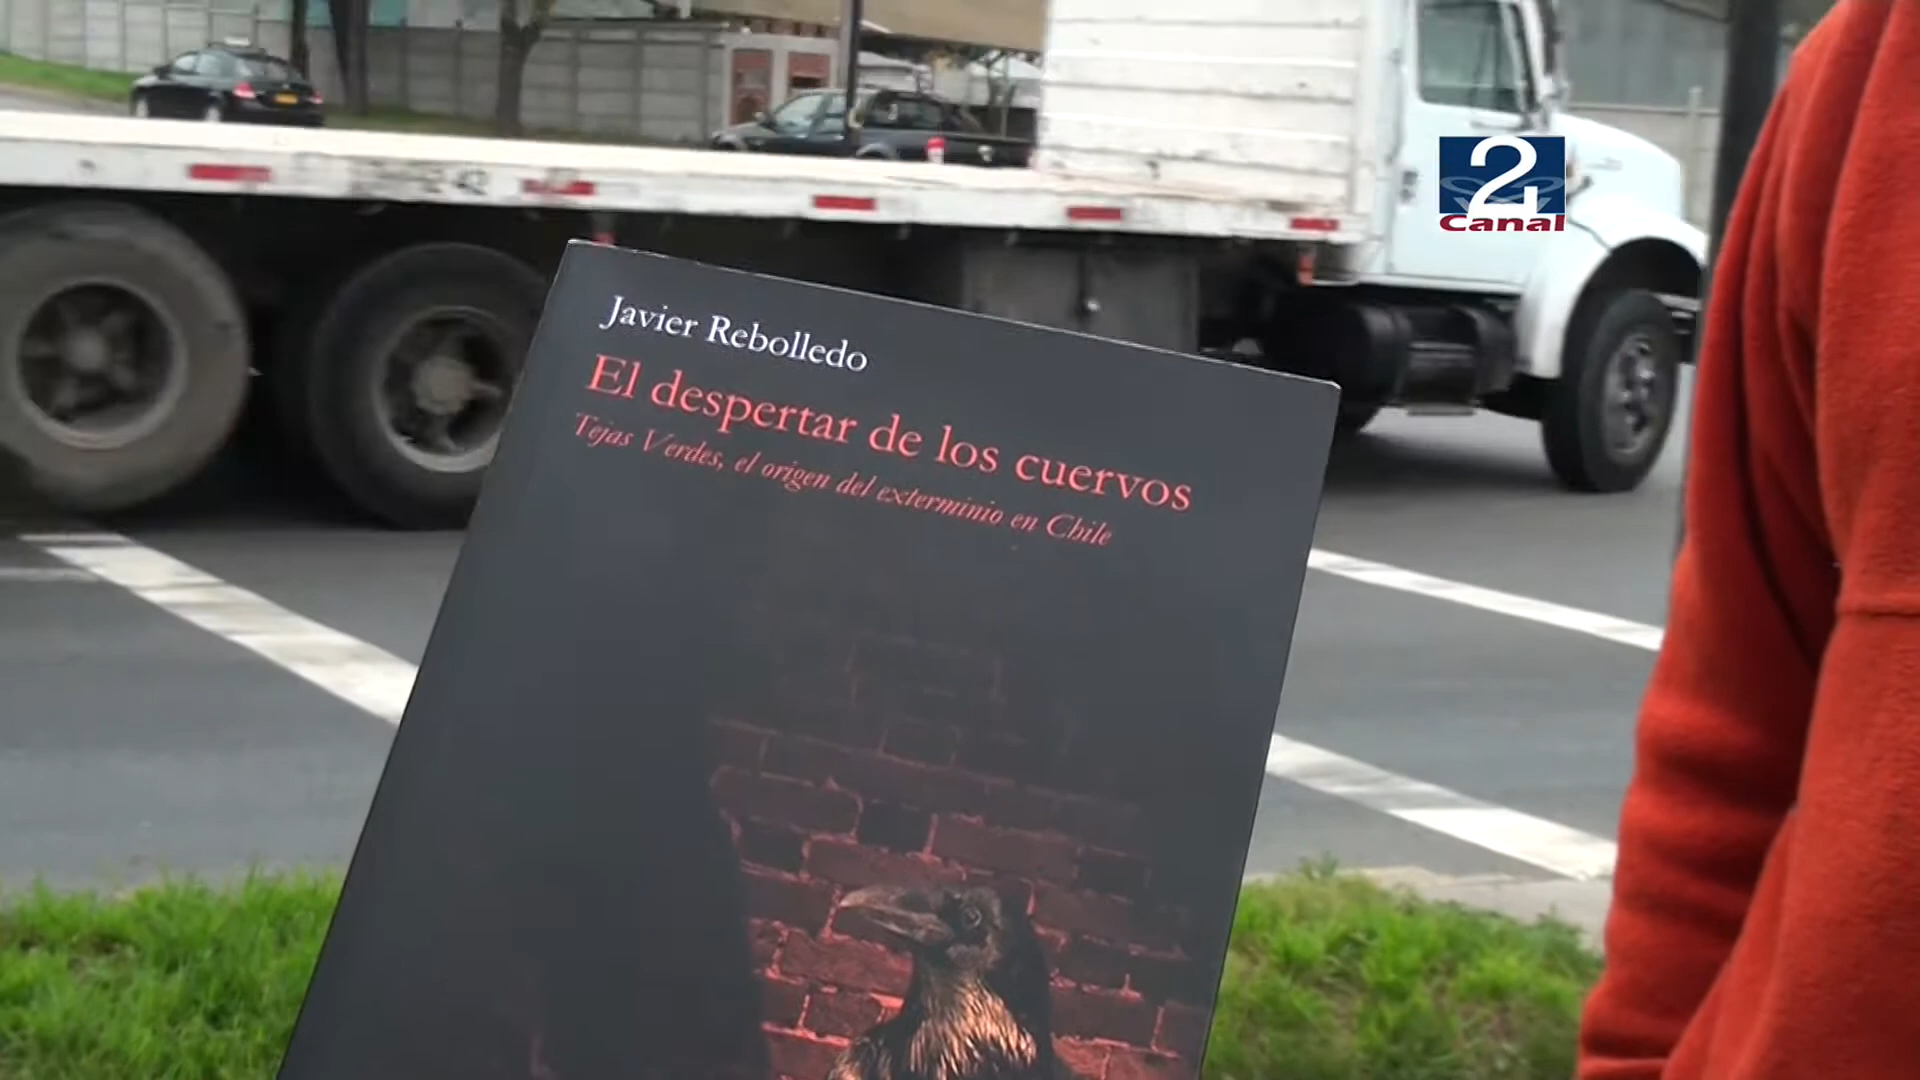 2
Canal
Javier Rebolledo
El despertar de los cuervos
Tejas Verdes, el origen del exterminio en Chile